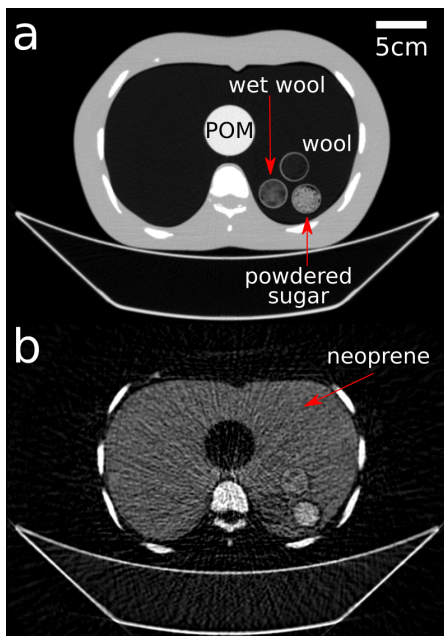 a
5cm
wet wool
POM
wool
powdered
sugar
b
neoprene